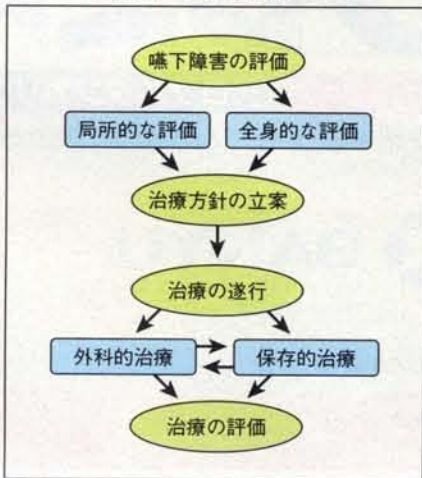 嚥下障害の評価
局所的な評価 全身的な評価
治療方針の立案
治療の遂行
外科的治療 保存的治療
治療の評価